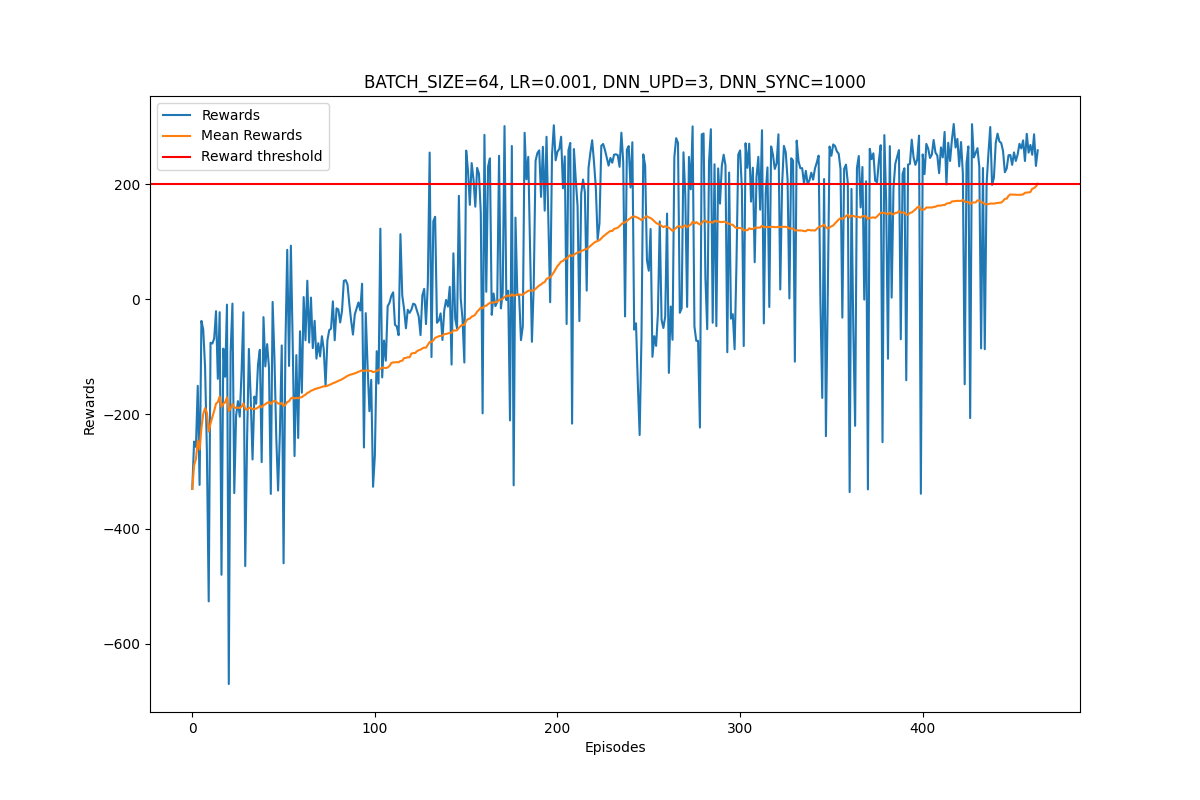 BATCH_SIZE=64, LR=0.001, DNN_UPD=3, DNN_SYNC=1000
Rewards
Mean Rewards
Reward threshold
200
0
−200
−400
−600
Rewards
0
100
200
300
400
Episodes